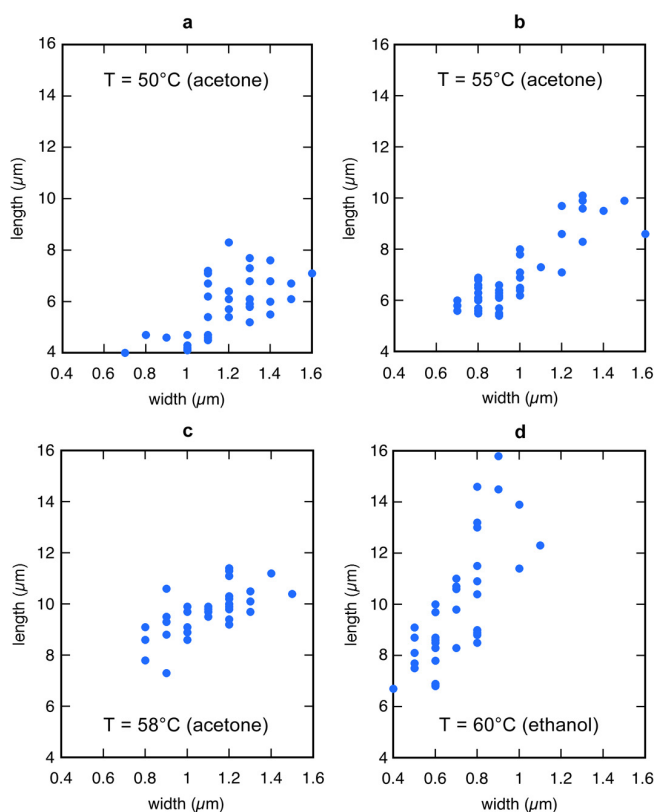 a
16
14
12
10
8
6
4
T = 50°C (acetone)
length (µm)
0.4 0.6 0.8 1 1.2 1.4 1.6
width (µm)
b
16
14
12
10
8
6
4
T = 55°C (acetone)
length (µm)
0.4 0.6 0.8 1 1.2 1.4 1.6
width (µm)
c
16
14
12
10
8
6
4
length (µm)
T = 58°C (acetone)
0.4 0.6 0.8 1 1.2 1.4 1.6
width (µm)
d
16
14
12
10
8
6
4
length (µm)
T = 60°C (ethanol)
0.4 0.6 0.8 1 1.2 1.4 1.6
width (µm)